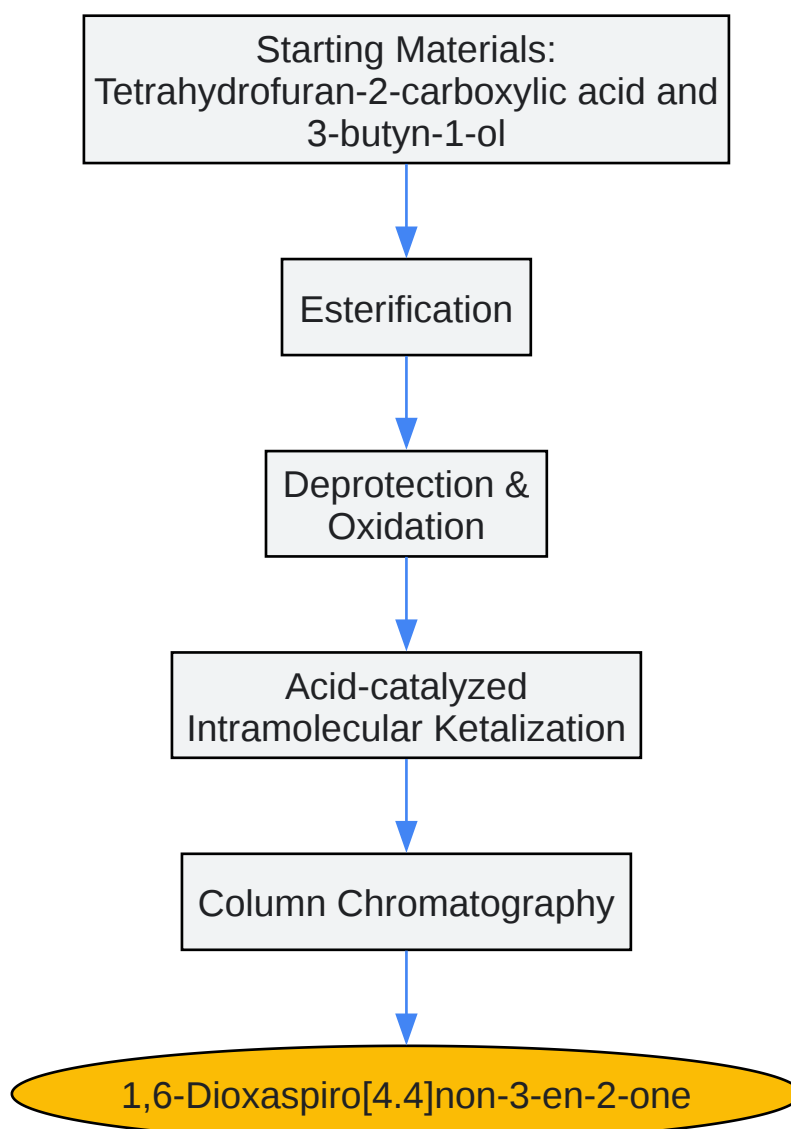 Starting Materials:
Tetrahydrofuran-2-carboxylic acid and
3-butyn-1-ol
Esterification
Deprotection &
Oxidation
Acid-catalyzed
Intramolecular Ketalization
Column Chromatography
1,6-Dioxaspiro[4.4]non-3-en-2-one